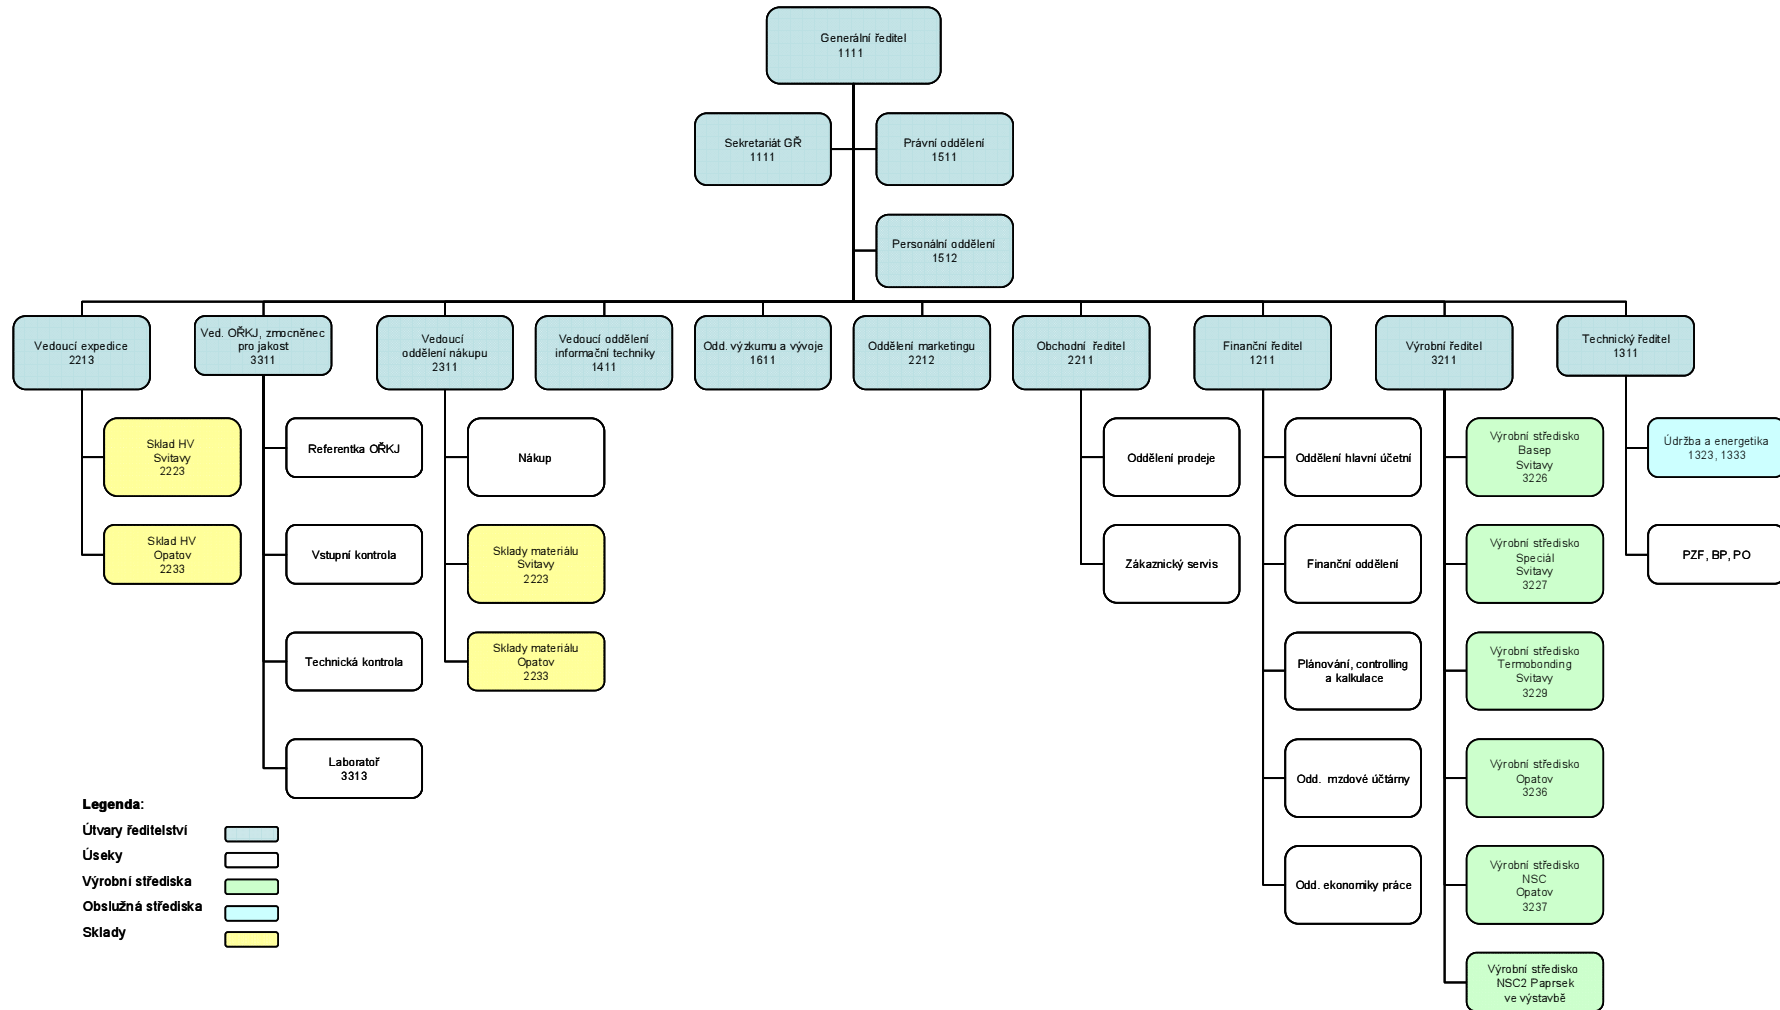 Generální ředitel
1111
Sekretariát GŘ
1111
Právní oddělení
1511
Personální oddělení
1512
Vedoucí expedice
2213
Ved. OŘKJ, zmocněnec
pro jakost
3311
Vedoucí
oddělení nákupu
2311
Vedoucí oddělení
informační techniky
1411
Odd. výzkumu a vývoje
1611
Oddělení marketingu
2212
Obchodní ředitel
2211
Finanční ředitel
1211
Výrobní ředitel
3211
Technický ředitel
1311
Sklad HV
Svitavy
2223
Sklad HV
Opatov
2233
Referentka OŘKJ
Vstupní kontrola
Technická kontrola
Laboratoř
3313
Nákup
Sklady materiálu
Svitavy
2223
Sklady materiálu
Opatov
2233
Oddělení prodeje
Zákaznický servis
Oddělení hlavní účetní
Finanční oddělení
Plánování, controlling
a kalkulace
Odd. mzdové účtárny
Odd. ekonomiky práce
Výrobní středisko
Basep
Svitavy
3226
Výrobní středisko
Speciál
Svitavy
3227
Výrobní středisko
Termobonding
Svitavy
3229
Výrobní středisko
Opatov
3236
Výrobní středisko
NSC
Opatov
3237
Výrobní středisko
NSC2 Paprsek
ve výstavbě
Údržba a energetika
1323, 1333
PZF, BP, PO
Legenda:
Útvary ředitelství
Úseky
Výrobní střediska
Obslužná střediska
Sklady